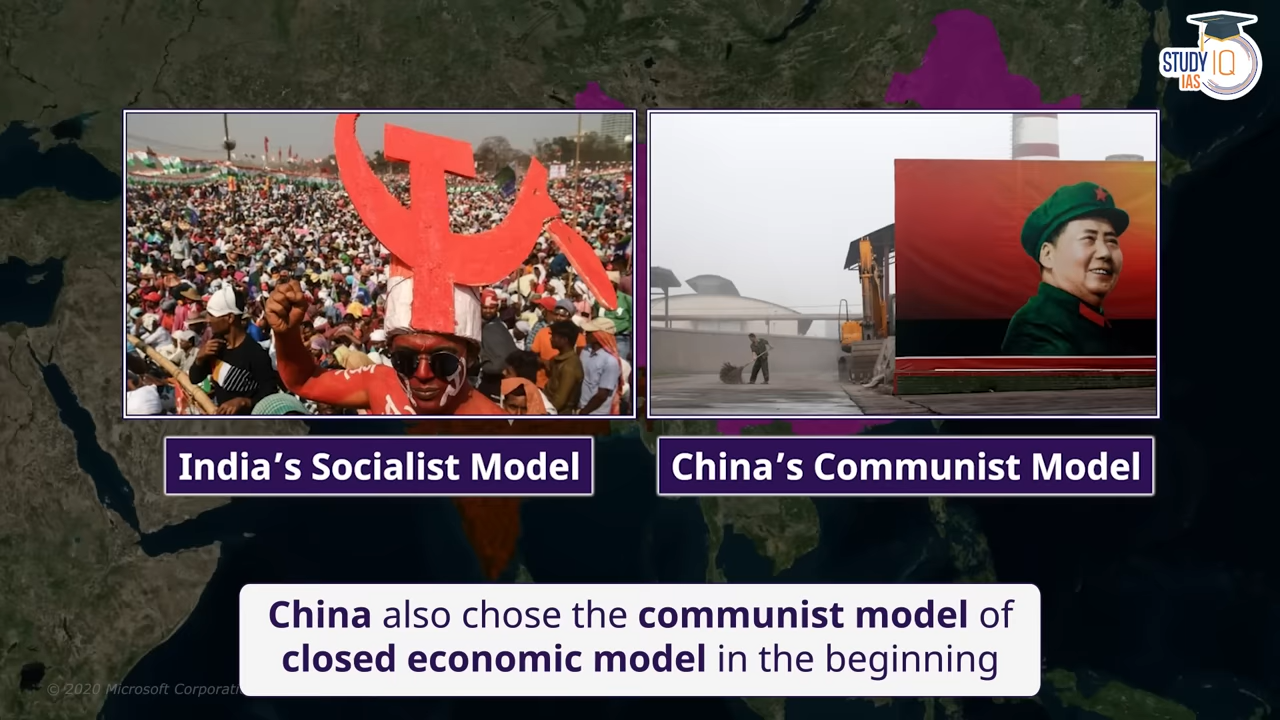 STUDY IQ
IAS
India’s Socialist Model
China’s Communist Model
China also chose the communist model of
closed economic model in the beginning
© 2020 Microsoft Corporati